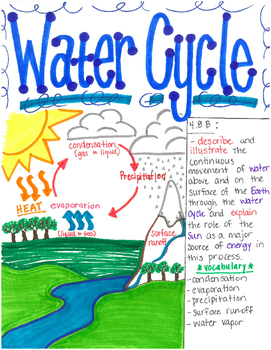 Water Cycle
condensation
(gas → liquid)
Precipitation
HEAT
evaporation
(liquid → gas)
surface
runoff
4.8B:
- describe and
illustrate the
continuous
movement of water
above and on the
surface of the Earth
through the water
cycle and explain
the role of the
Sun as a major
source of energy in
this process.
*vocabulary*
- condensation
- evaporation
- precipitation
- surface runoff
- water vapor